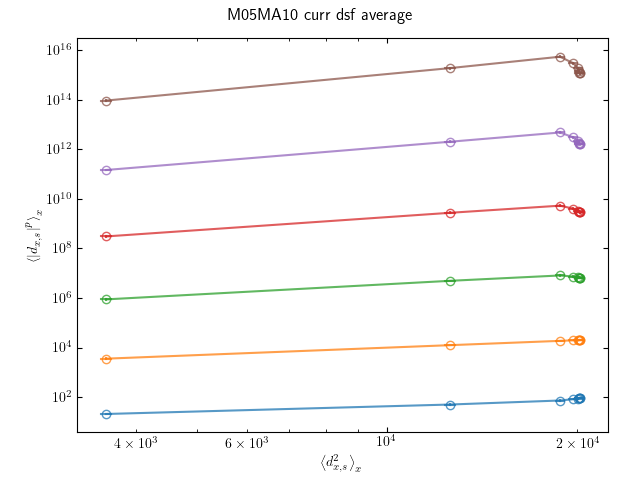 M05MA10 curr dsf average
⟨|d_{x,s}|^p⟩_x
10^{16}
10^{14}
10^{12}
10^{10}
10^8
10^6
10^4
10^2
4 × 10^3
6 × 10^3
10^4
2 × 10^4
⟨d^2_{x,s}⟩_x